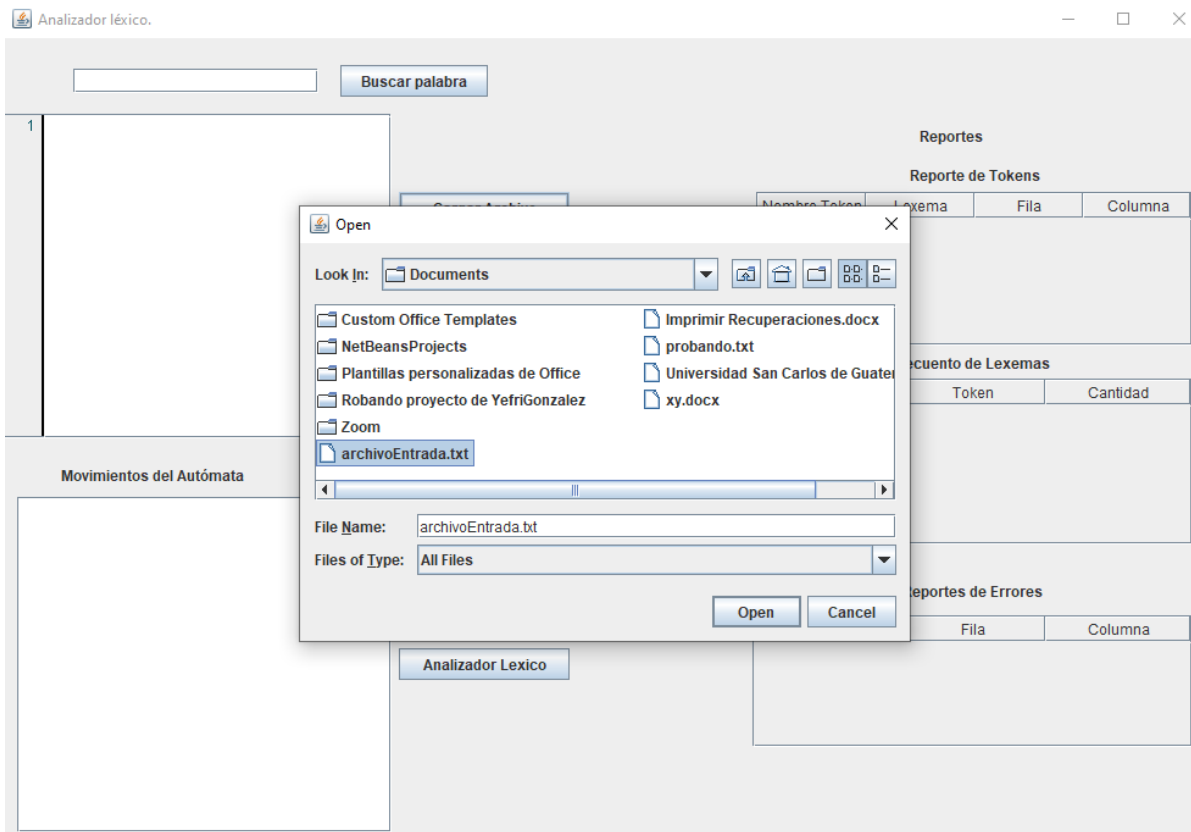 Analizador léxico.
Buscar palabra
1
Reportes
Reporte de Tokens
Lexema Fila Columna
Open
Look In: Documents
Custom Office Templates
NetBeansProjects
Plantillas personalizadas de Office
Robando proyecto de YefriGonzalez
Zoom
archivoEntrada.txt
Imprimir Recuperaciones.docx
probando.txt
Universidad San Carlos de Guate
xy.docx
File Name: archivoEntrada.txt
Files of Type: All Files
Open Cancel
ecuento de Lexemas
Token Cantidad
Movimientos del Autómata
eportes de Errores
Fila Columna
Analizador Lexico